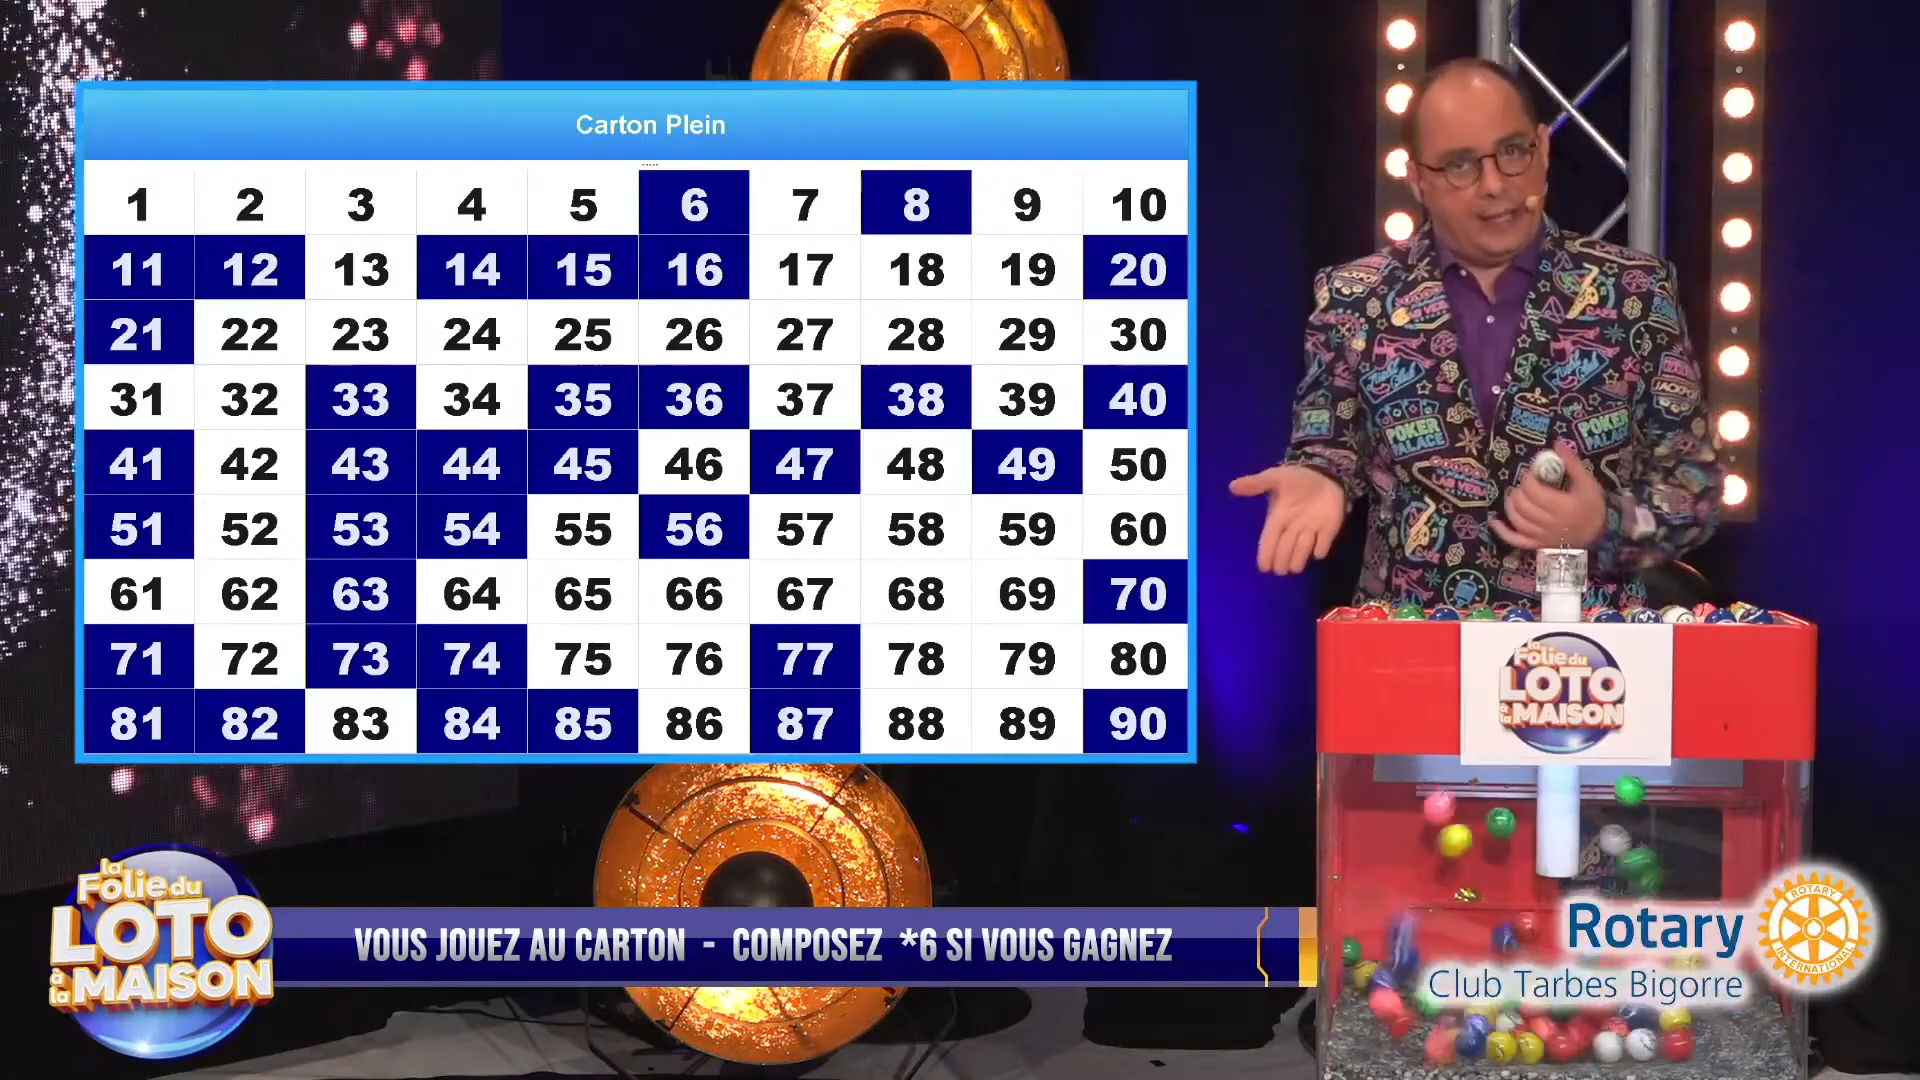 Carton Plein
1 2 3 4 5 6 7 8 9 10
11 12 13 14 15 16 17 18 19 20
21 22 23 24 25 26 27 28 29 30
31 32 33 34 35 36 37 38 39 40
41 42 43 44 45 46 47 48 49 50
51 52 53 54 55 56 57 58 59 60
61 62 63 64 65 66 67 68 69 70
71 72 73 74 75 76 77 78 79 80
81 82 83 84 85 86 87 88 89 90
POKER
PALACE
la
Folie du
LOTO
à la
MAISON
la
Folie du
LOTO
à la
MAISON
VOUS JOUEZ AU CARTON - COMPOSEZ *6 SI VOUS GAGNEZ
Rotary
Club Tarbes Bigorre
ROTARY
INTERNATIONAL